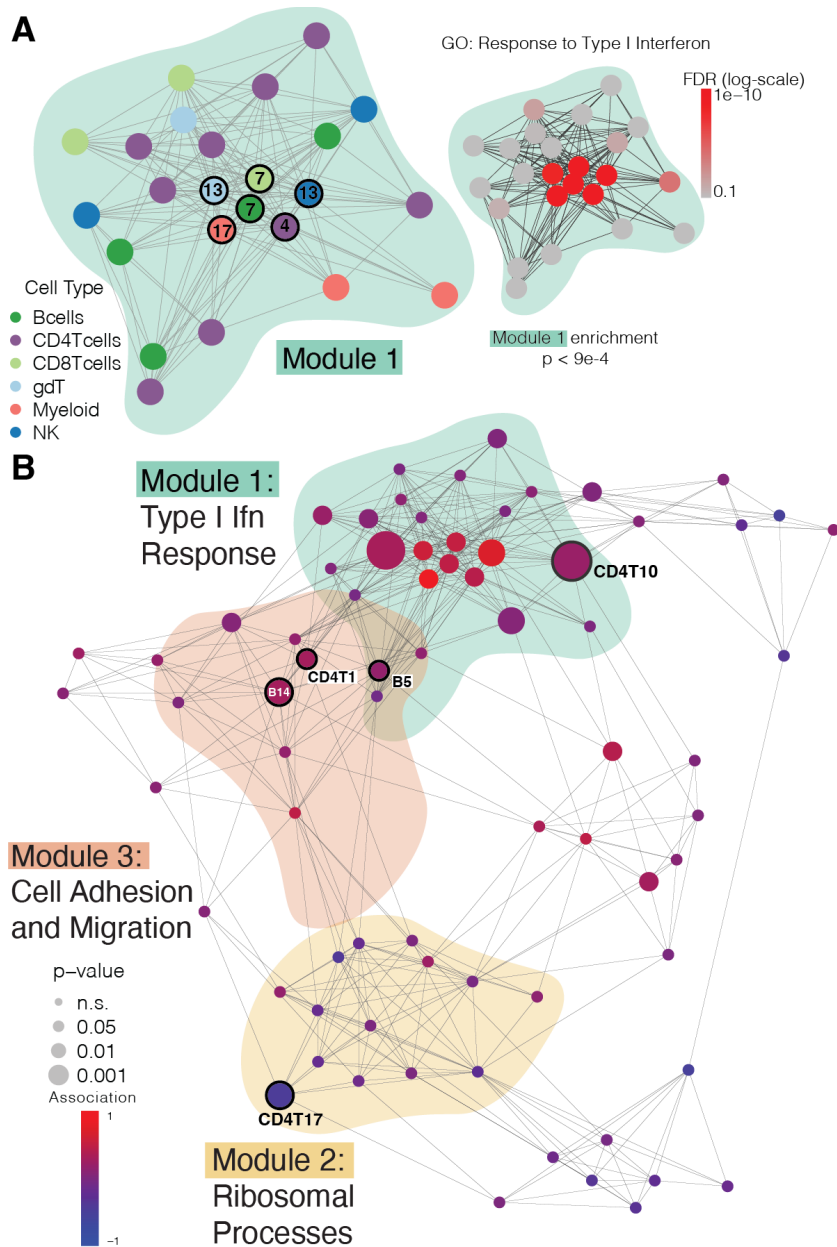 A
GO: Response to Type I Interferon
FDR (log-scale)
1e-10
0.1
7
13
13
7
17
4
Cell Type
Bcells
CD4Tcells
CD8Tcells
gdT
Myeloid
NK
Module 1
Module 1 enrichment
p < 9e-4
B
Module 1:
Type I Ifn
Response
CD4T10
CD4T1
B5
B14
Module 3:
Cell Adhesion
and Migration
p-value
n.s.
0.05
0.01
0.001
Association
1
-1
CD4T17
Module 2:
Ribosomal
Processes